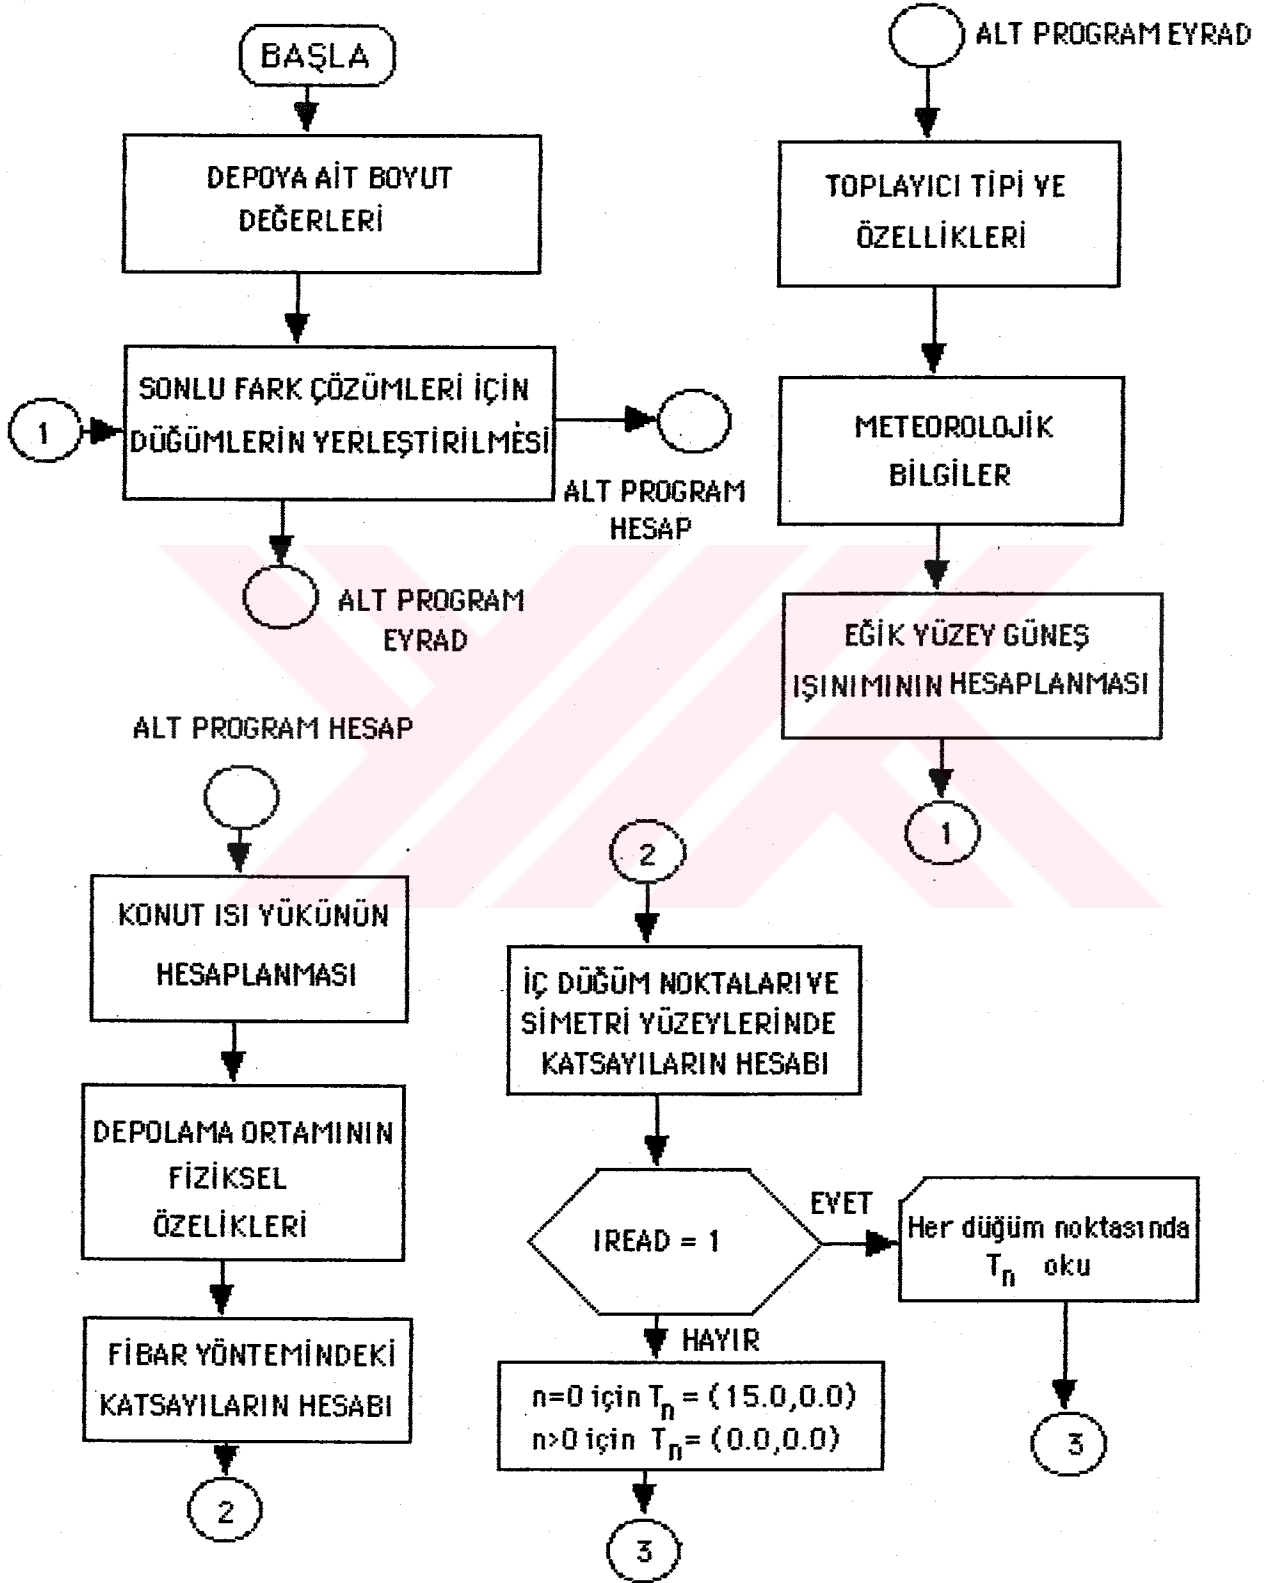 BAŞLA
DEPOYA AİT BOYUT
DEĞERLERİ
1
SONLU FARK ÇÖZÜMLERİ İÇİN
DÜĞÜMLERİN YERLEŞTİRİLMESİ
ALT PROGRAM
HESAP
ALT PROGRAM
EYRAD
ALT PROGRAM EYRAD
TOPLAYICI TİPİ VE
ÖZELLİKLERİ
METEOROLOJİK
BİLGİLER
EĞİK YÜZEY GÜNEŞ
IŞINIMININ HESAPLANMASI
1
ALT PROGRAM HESAP
KONUT ISI YÜKÜNÜN
HESAPLANMASI
DEPOLAMA ORTAMININ
FİZİKSEL
ÖZELİKLERİ
FİBAR YÖNTEMİNDEKİ
KATSAYILARIN HESABI
2
2
İÇ DÜĞÜM NOKTALARI VE
SİMETRİ YÜZEYLERİNDE
KATSAYILARIN HESABI
IREAD = 1
EVET
Her düğüm noktasında
Tn oku
3
HAYIR
n=0 için Tn = (15.0,0.0)
n>0 için Tn = (0.0,0.0)
3